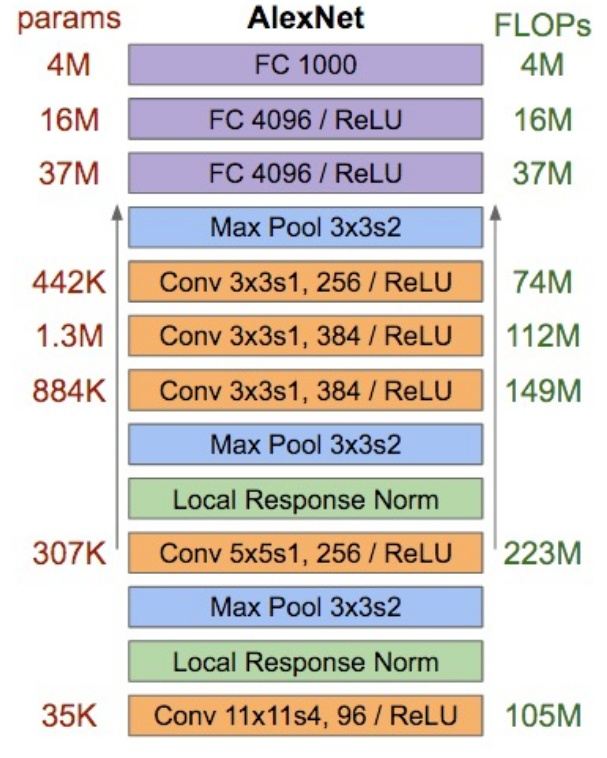 params AlexNet FLOPs
4M FC 1000 4M
16M FC 4096 / ReLU 16M
37M FC 4096 / ReLU 37M
Max Pool 3x3s2
442K Conv 3x3s1, 256 / ReLU 74M
1.3M Conv 3x3s1, 384 / ReLU 112M
884K Conv 3x3s1, 384 / ReLU 149M
Max Pool 3x3s2
Local Response Norm
307K Conv 5x5s1, 256 / ReLU 223M
Max Pool 3x3s2
Local Response Norm
35K Conv 11x11s4, 96 / ReLU 105M